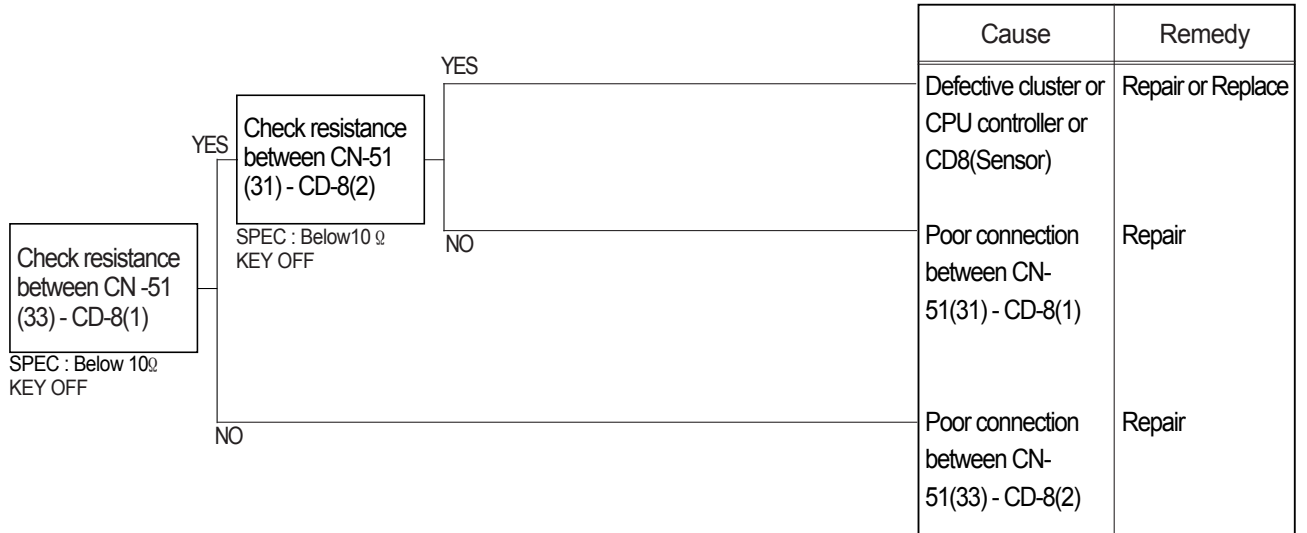 Cause
Remedy
YES
Defective cluster or
CPU controller or
CD8(Sensor)
Repair or Replace
YES
Check resistance
between CN-51
(31) - CD-8(2)
SPEC : Below10 Ω
KEY OFF
NO
Poor connection
between CN-
51(31) - CD-8(1)
Repair
Check resistance
between CN -51
(33) - CD-8(1)
SPEC : Below 10Ω
KEY OFF
NO
Poor connection
between CN-
51(33) - CD-8(2)
Repair